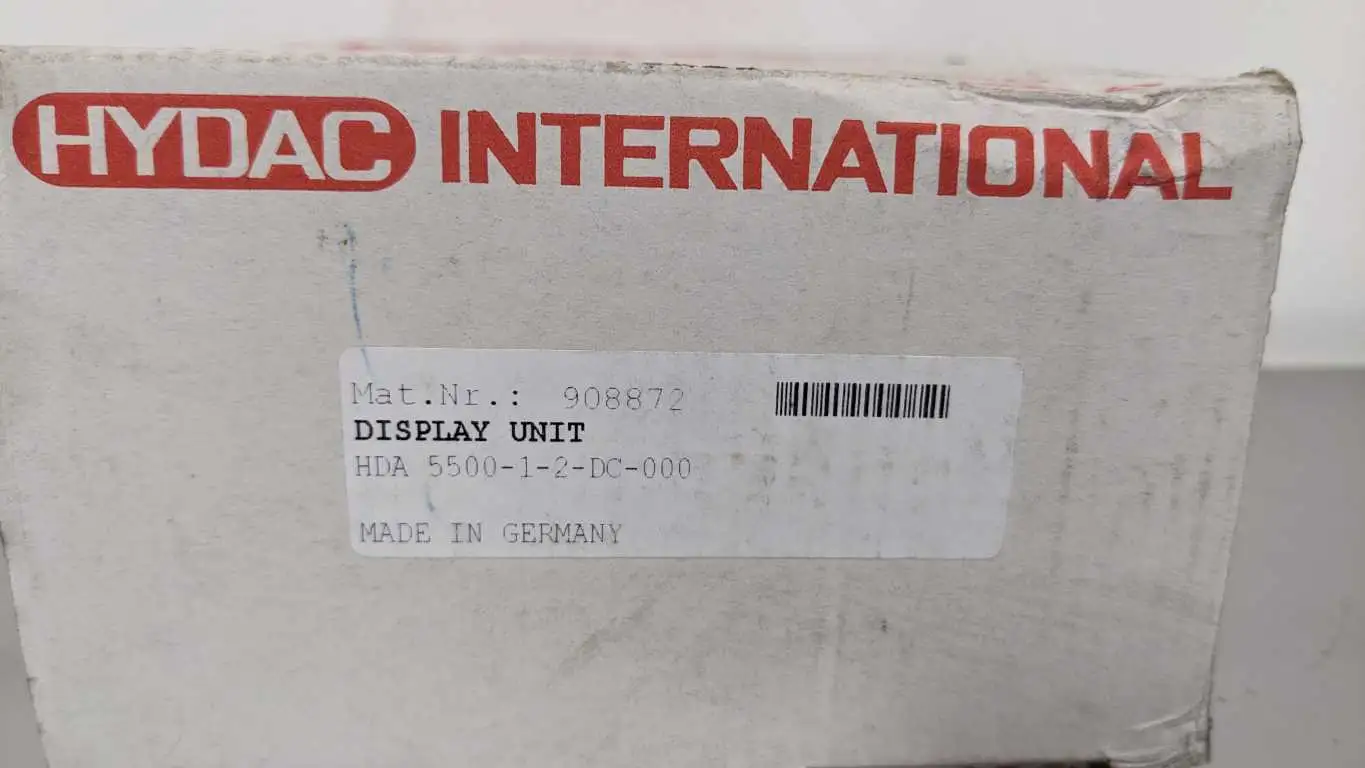 HYDAC INTERNATIONAL
Mat.Nr.: 908872
DISPLAY UNIT
HDA 5500-1-2-DC-000
MADE IN GERMANY